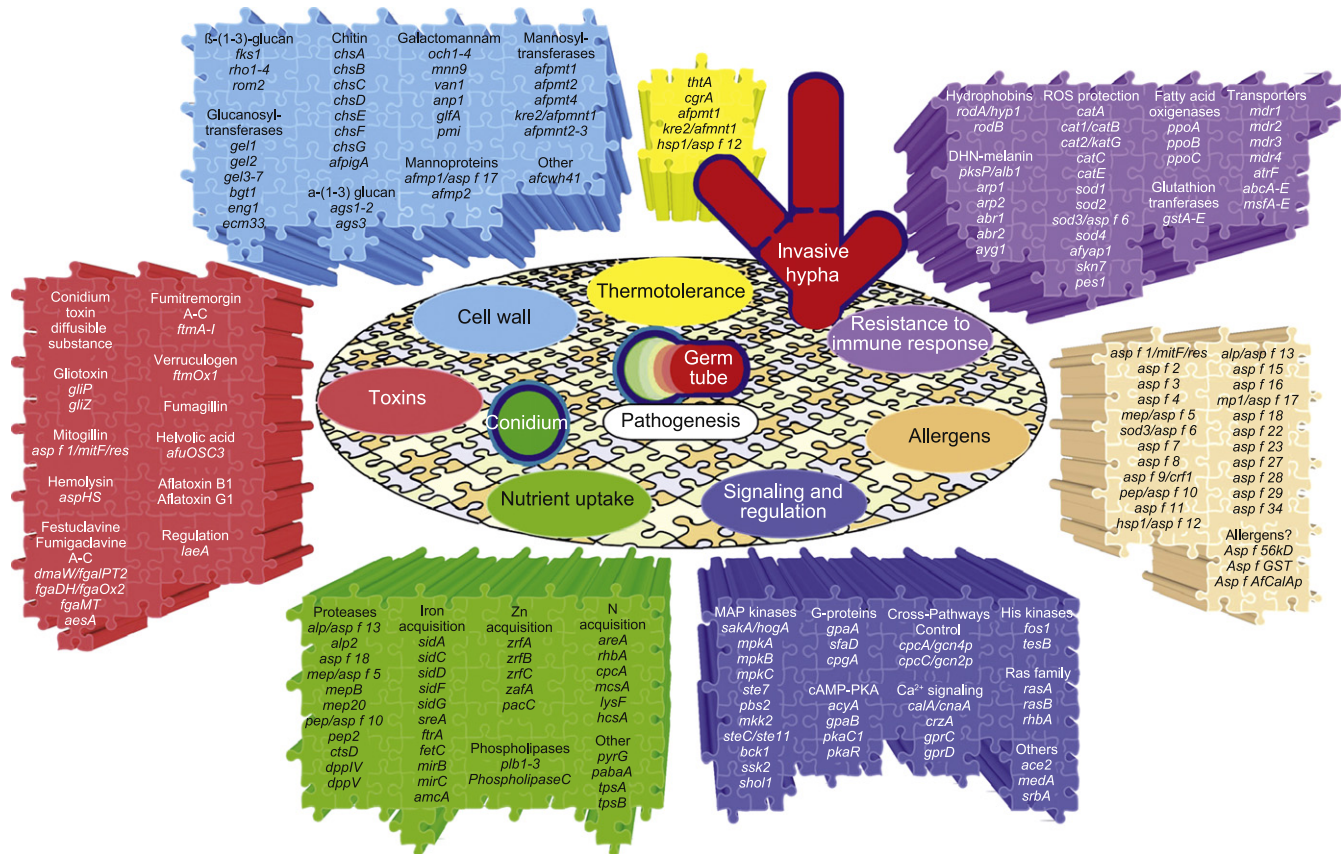 ß-(1-3)-glucan
fks1
rho1-4
rom2
Glucanosyl-
transferases
gel1
gel2
gel3-7
bgt1
eng1
ecm33
Chitin
chsA
chsB
chsC
chsD
chsE
chsF
chsG
afpigA
a-(1-3) glucan
ags1-2
ags3
Galactomannam
och1-4
mnn9
van1
anp1
glfA
pmi
Mannoproteins
afmp1/asp f 17
afmp2
Mannosyl-
transferases
afpmt1
afpmt2
afpmt4
kre2/afpmnt1
afpmnt2-3
Other
afcwh41
thtA
cgrA
afpmt1
kre2/afmnt1
hsp1/asp f 12
Hydrophobins
rodA/hyp1
rodB
DHN-melanin
pksP/alb1
arp1
arp2
abr1
abr2
ayg1
ROS protection
catA
cat1/catB
cat2/katG
catC
catE
sod1
sod2
sod3/asp f 6
sod4
afyap1
skn7
pes1
Fatty acid
oxigenases
ppoA
ppoB
ppoC
Glutathion
tranferases
gstA-E
Transporters
mdr1
mdr2
mdr3
mdr4
atrF
abcA-E
msfA-E
Invasive
hypha
Thermotolerance
Cell wall
Resistance to
immune response
Germ
tube
Toxins
Conidium
Pathogenesis
Allergens
Nutrient uptake
Signaling and
regulation
Conidium
toxin
diffusible
substance
Gliotoxin
gliP
gliZ
Mitogillin
asp f 1/mitF/res
Hemolysin
aspHS
Festuclavine
Fumigaclavine
A-C
dmaW/fgalPT2
fgaDH/fgaOx2
fgaMT
aesA
Fumitremorgin
A-C
ftmA-I
Verruculogen
ftmOx1
Fumagillin
Helvolic acid
afuOSC3
Aflatoxin B1
Aflatoxin G1
Regulation
laeA
asp f 1/mitF/res
asp f 2
asp f 3
asp f 4
mep/asp f 5
sod3/asp f 6
asp f 7
asp f 8
asp f 9/crf1
pep/asp f 10
asp f 11
hsp1/asp f 12
alp/asp f 13
asp f 15
asp f 16
mp1/asp f 17
asp f 18
asp f 22
asp f 23
asp f 27
asp f 28
asp f 29
asp f 34
Allergens?
Asp f 56kD
Asp f GST
Asp f AfCalAp
Proteases
alp/asp f 13
alp2
asp f 18
mep/asp f 5
mepB
mep20
pep/asp f 10
pep2
ctsD
dppIV
dppV
Iron
acquisition
sidA
sidC
sidD
sidF
sidG
sreA
ftrA
fetC
mirB
mirC
amcA
Zn
acquisition
zrfA
zrfB
zrfC
zafA
pacC
Phospholipases
plb1-3
PhospholipaseC
N
acquisition
areA
rhbA
cpcA
mcsA
lysF
hcsA
Other
pyrG
pabaA
tpsA
tpsB
MAP kinases
sakA/hogA
mpkA
mpkB
mpkC
ste7
pbs2
mkk2
steC/ste11
bck1
ssk2
shol1
G-proteins
gpaA
sfaD
cpgA
cAMP-PKA
acyA
gpaB
pkaC1
pkaR
Cross-Pathways
Control
cpcA/gcn4p
cpcC/gcn2p
Ca²⁺ signaling
calA/cnaA
crzA
gprC
gprD
His kinases
fos1
tesB
Ras family
rasA
rasB
rhbA
Others
ace2
medA
srbA